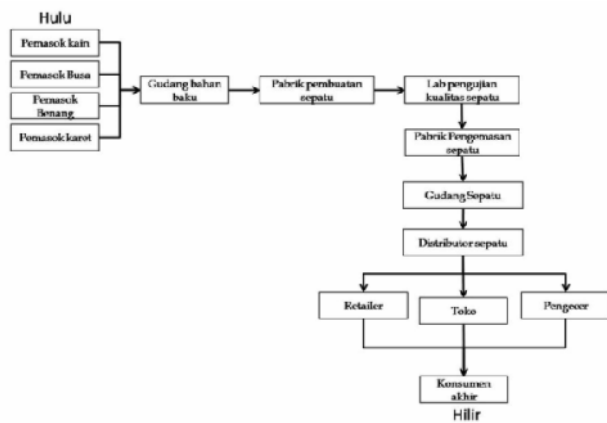 Hulu
Pemasok kain
Pemasok Busa
Pemasok
Benang
Pemasok karet
Gudang bahan
baku
Pabrik pembuatan
sepatu
Lab pengujian
kualitas sepatu
Pabrik Pengemasan
sepatu
Gudang Sepatu
Distributor sepatu
Retailer
Toko
Pengecer
Konsumen
akhir
Hilir